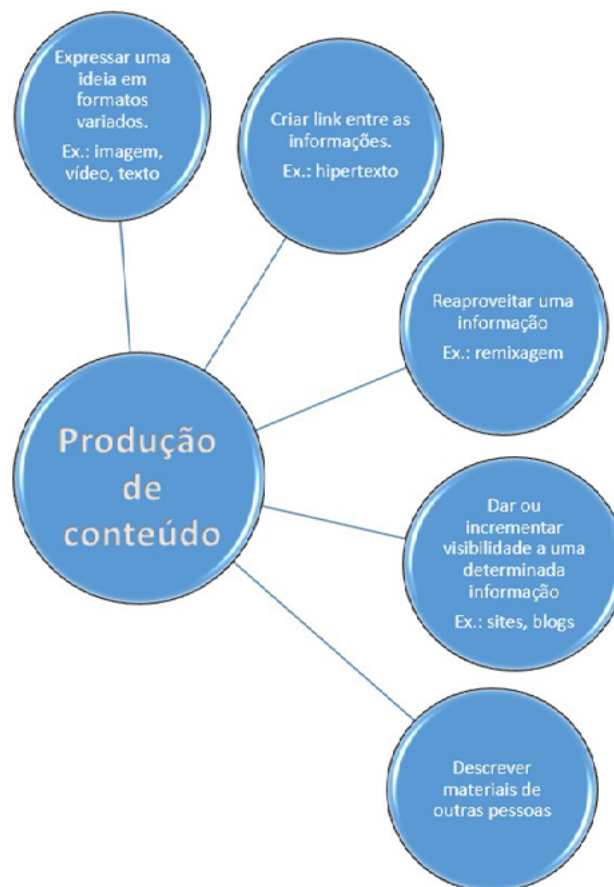 Expressar uma
ideia em
formatos
variados.
Ex.: imagem,
vídeo, texto
Criar link entre as
informações.
Ex.: hipertexto
Reaproveitar uma
informação
Ex.: remixagem
Produção
de
conteúdo
Dar ou
incrementar
visibilidade a uma
determinada
informação
Ex.: sites, blogs
Descrever
materiais de
outras pessoas